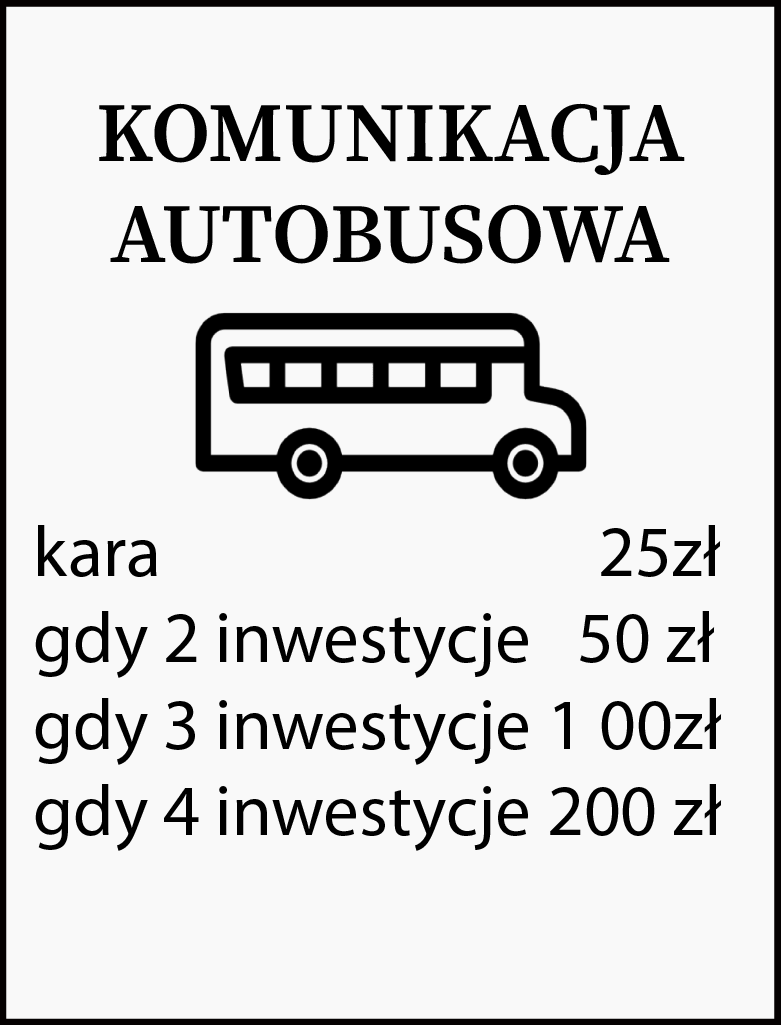 KOMUNIKACJA
AUTOBUSOWA
kara 25zł
gdy 2 inwestycje 50 zł
gdy 3 inwestycje 1 00zł
gdy 4 inwestycje 200 zł